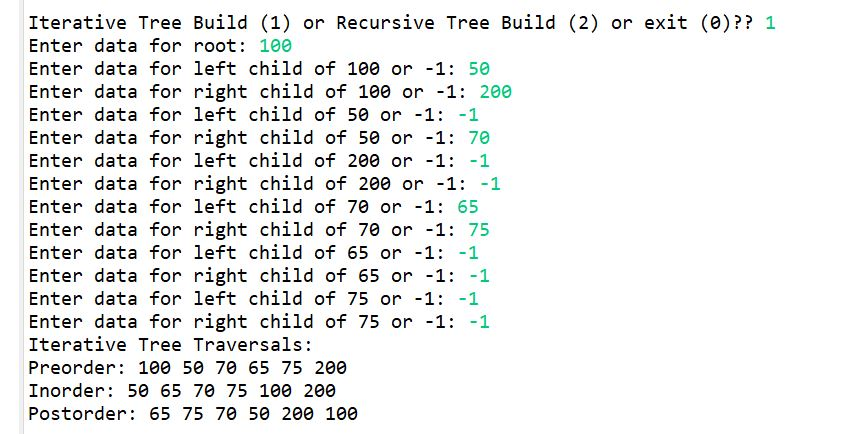 Iterative Tree Build (1) or Recursive Tree Build (2) or exit (0)?? 1
Enter data for root: 100
Enter data for left child of 100 or -1: 50
Enter data for right child of 100 or -1: 200
Enter data for left child of 50 or -1: -1
Enter data for right child of 50 or -1: 70
Enter data for left child of 200 or -1: -1
Enter data for right child of 200 or -1: -1
Enter data for left child of 70 or -1: 65
Enter data for right child of 70 or -1: 75
Enter data for left child of 65 or -1: -1
Enter data for right child of 65 or -1: -1
Enter data for left child of 75 or -1: -1
Enter data for right child of 75 or -1: -1
Iterative Tree Traversals:
Preorder: 100 50 70 65 75 200
Inorder: 50 65 70 75 100 200
Postorder: 65 75 70 50 200 100